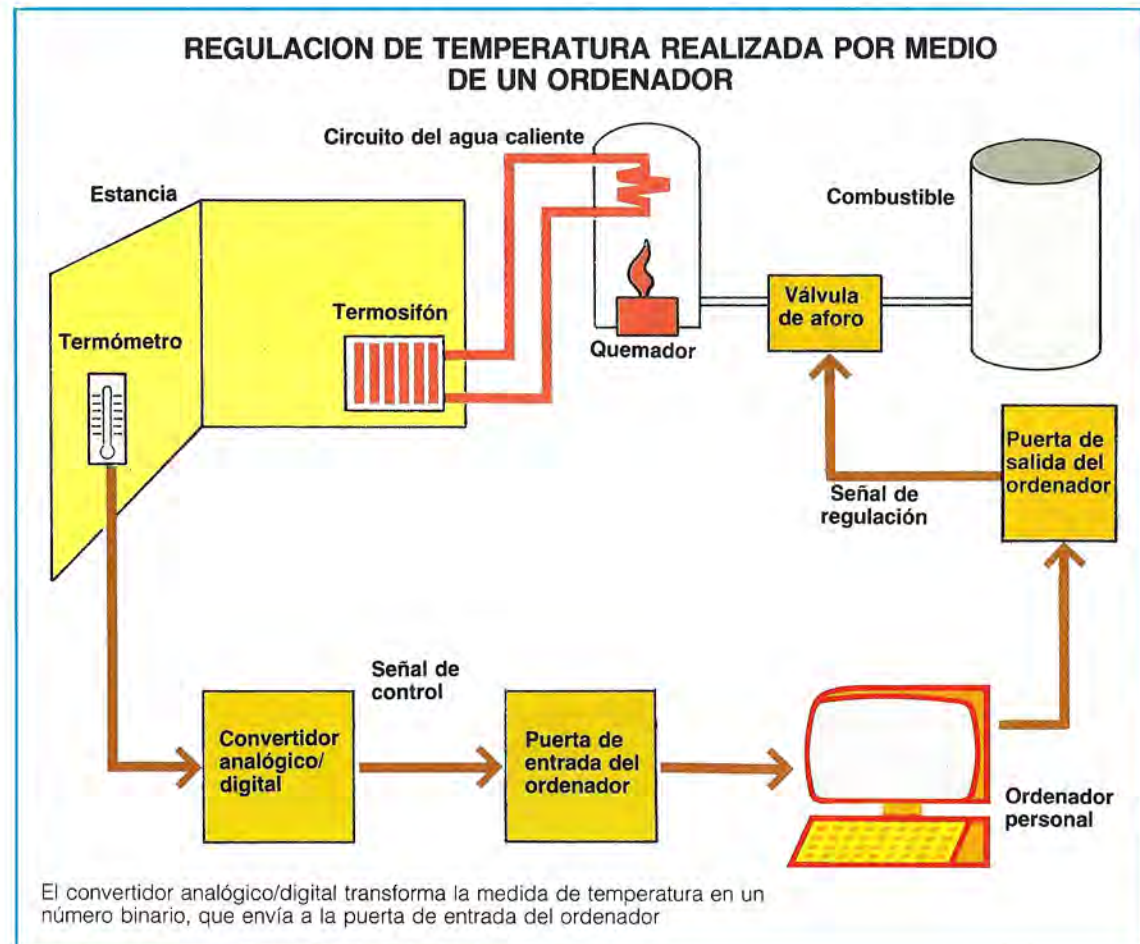 REGULACION DE TEMPERATURA REALIZADA POR MEDIO
DE UN ORDENADOR
Circuito del agua caliente
Estancia
Combustible
Termosifón
Termómetro
Válvula
de aforo
Quemador
Puerta de
salida del
ordenador
Señal de
regulación
Señal de
control
Convertidor
analógico/
digital
Puerta de
entrada del
ordenador
Ordenador
personal
El convertidor analógico/digital transforma la medida de temperatura en un
número binario, que envía a la puerta de entrada del ordenador